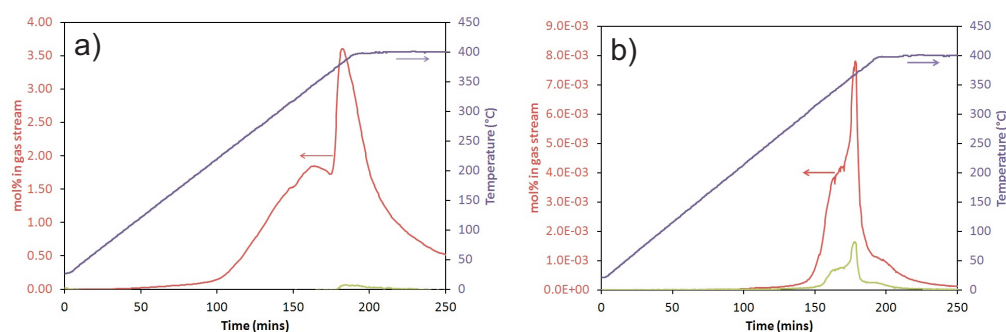 a)
mol% in gas stream
4.00
3.50
3.00
2.50
2.00
1.50
1.00
0.50
0.00
0 50 100 150 200 250
Time (mins)
450
400
350
300
250
200
150
100
50
0
Temperature (°C)
b)
mol% in gas stream
9.0E-03
8.0E-03
7.0E-03
6.0E-03
5.0E-03
4.0E-03
3.0E-03
2.0E-03
1.0E-03
0.0E+00
0 50 100 150 200 250
Time (mins)
450
400
350
300
250
200
150
100
50
0
Temperature (°C)